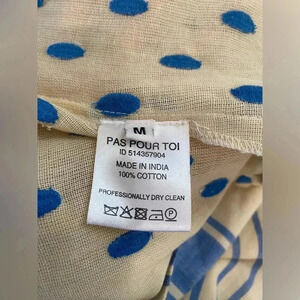 M
PAS POUR TOI
ID 514357904
MADE IN INDIA
100% COTTON
PROFESSIONALLY DRY CLEAN
P